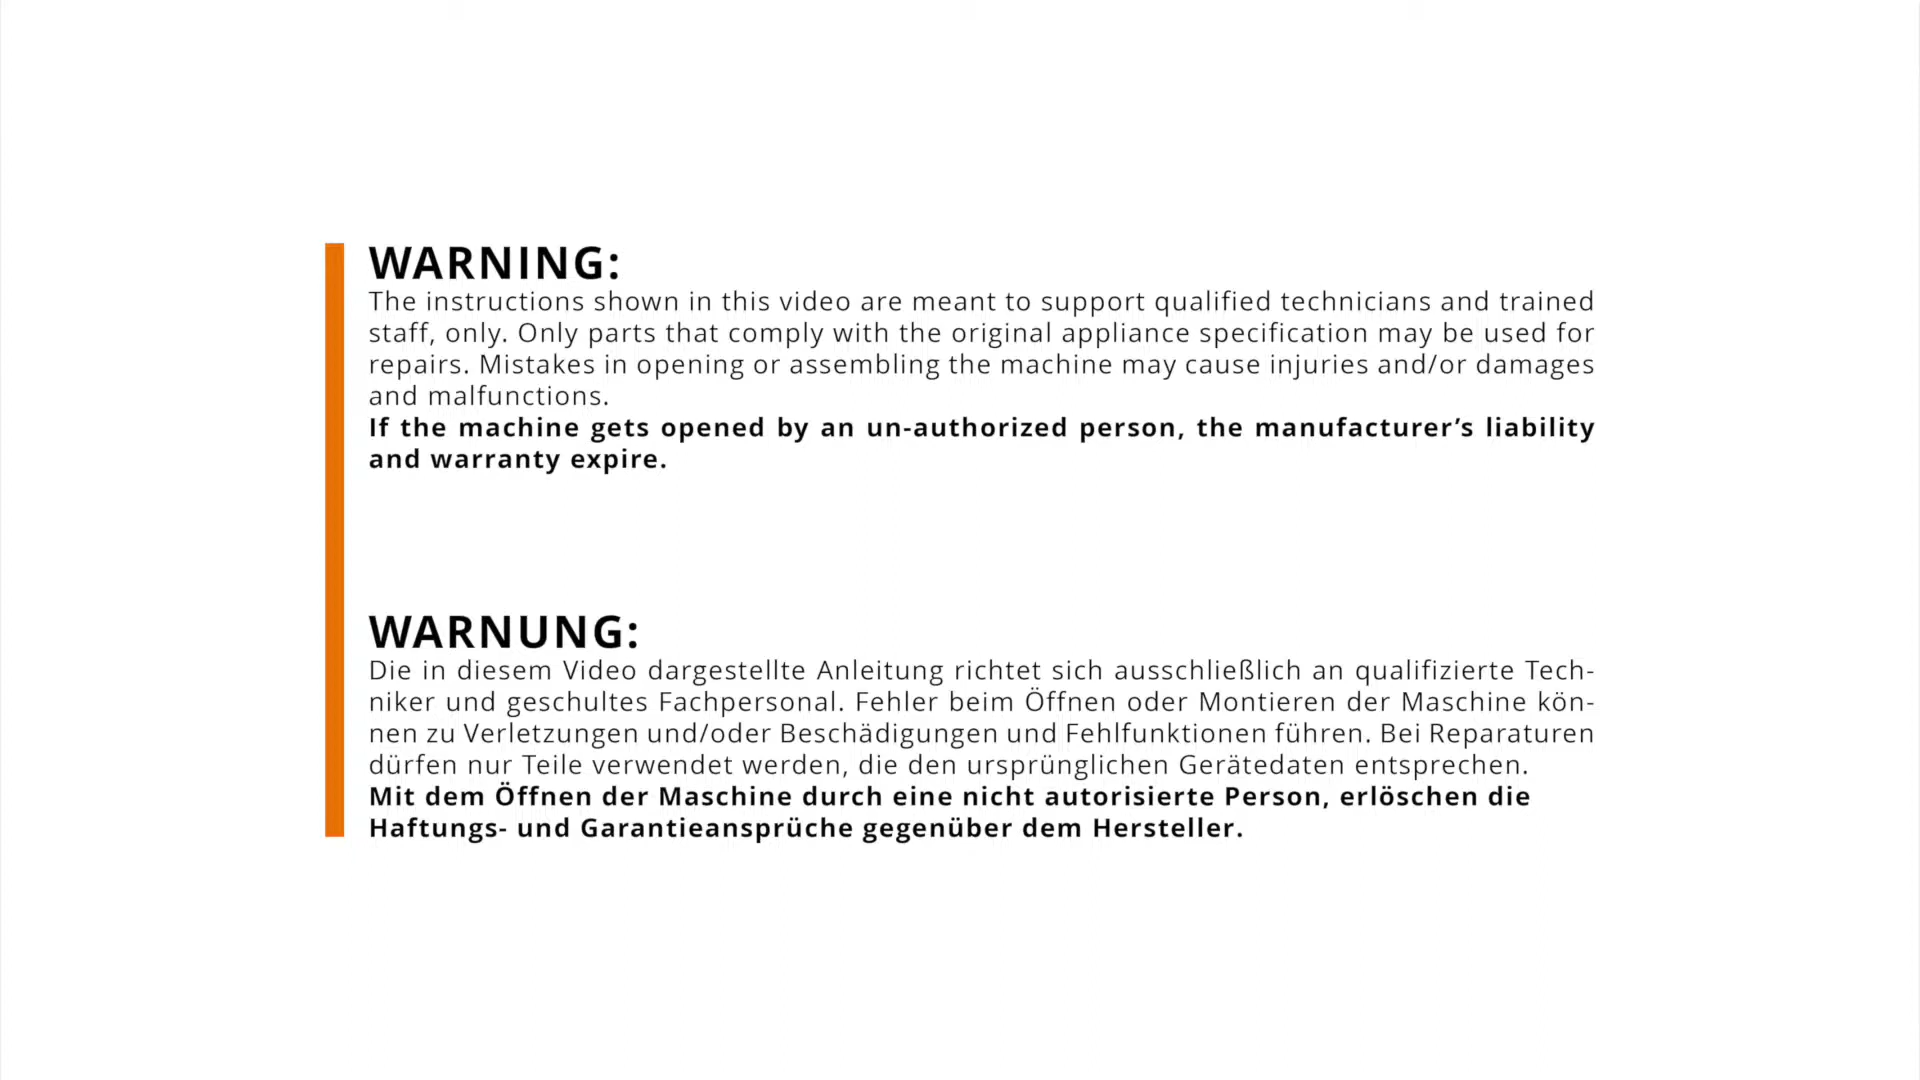 WARNING:
The instructions shown in this video are meant to support qualified technicians and trained
staff, only. Only parts that comply with the original appliance specification may be used for
repairs. Mistakes in opening or assembling the machine may cause injuries and/or damages
and malfunctions.
If the machine gets opened by an un-authorized person, the manufacturer’s liability
and warranty expire.
WARNUNG:
Die in diesem Video dargestellte Anleitung richtet sich ausschließlich an qualifizierte Tech-
niker und geschultes Fachpersonal. Fehler beim Öffnen oder Montieren der Maschine kön-
nen zu Verletzungen und/oder Beschädigungen und Fehlfunktionen führen. Bei Reparaturen
dürfen nur Teile verwendet werden, die den ursprünglichen Gerätedaten entsprechen.
Mit dem Öffnen der Maschine durch eine nicht autorisierte Person, erlöschen die
Haftungs- und Garantieansprüche gegenüber dem Hersteller.